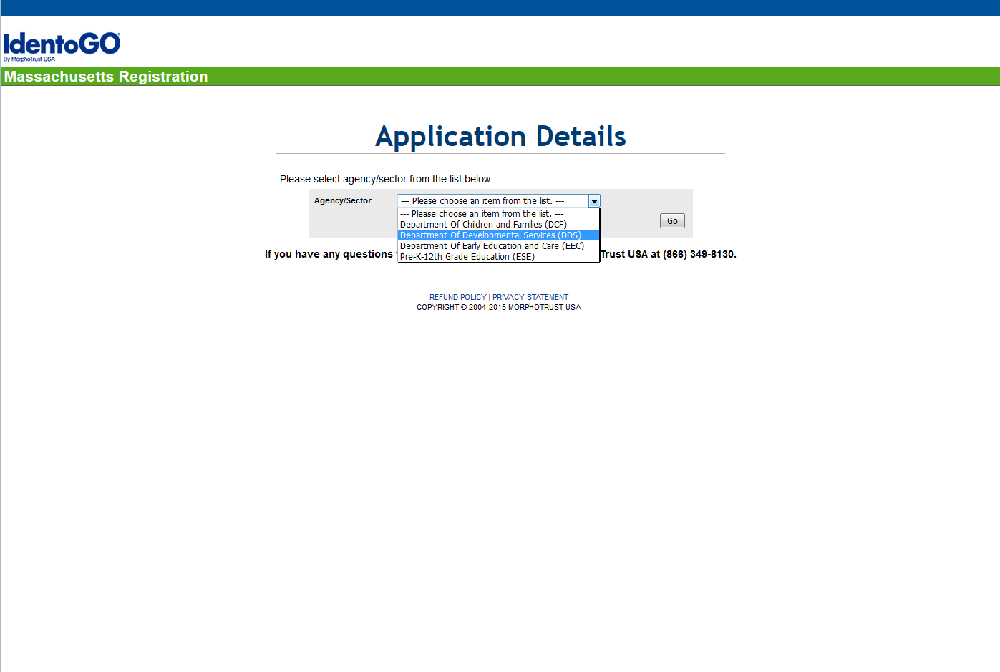 IdentoGO®
By MorphoTrust USA
Massachusetts Registration
Application Details
Please select agency/sector from the list below.
Agency/Sector
--- Please choose an item from the list. ---
--- Please choose an item from the list. ---
Department Of Children and Families (DCF)
Go
Department Of Developmental Services (DDS)
Department Of Early Education and Care (EEC)
If you have any questions Trust USA at (866) 349-8130.
Pre-K-12th Grade Education (ESE)
REFUND POLICY | PRIVACY STATEMENT
COPYRIGHT © 2004-2015 MORPHOTRUST USA